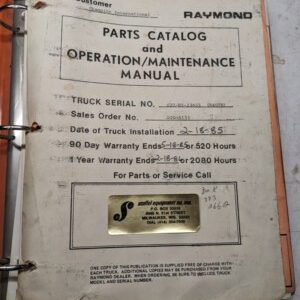 Customer
RAYMOND
International
PARTS CATALOG
and
OPERATION/MAINTENANCE
MANUAL
TRUCK SERIAL NO.
Sales Order No.
Date of Truck Installation 2-18-85
90 Day Warranty Ends 5-18-85 or 520 Hours
1 Year Warranty Ends 2-18-86 or 2080 Hours
For Parts or Service Call
P.O. BOX
MILWAUKEE, WIS.
ONE COPY OF THIS PUBLICATION IS SUPPLIED FREE OF CHARGE WITH
EACH TRUCK. ADDITIONAL COPIES MAY BE PURCHASED FROM YOUR
RAYMOND DEALER. WHEN ORDERING, BE SURE TO INCLUDE TRUCK
MODEL AND SERIAL NUMBER.